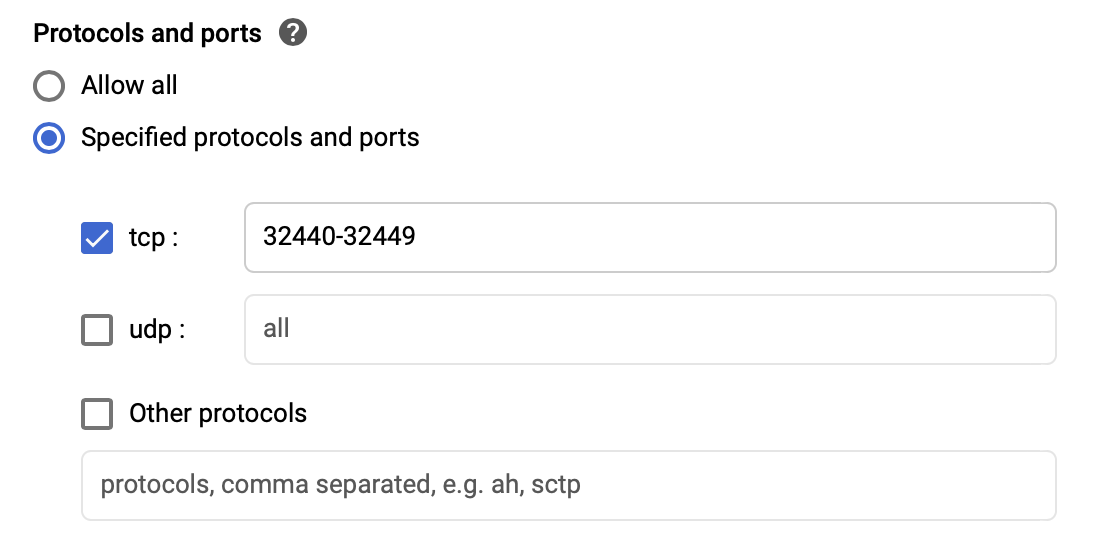 Protocols and ports ?
Allow all
Specified protocols and ports
tcp : 32440-32449
udp : all
Other protocols
protocols, comma separated, e.g. ah, sctp